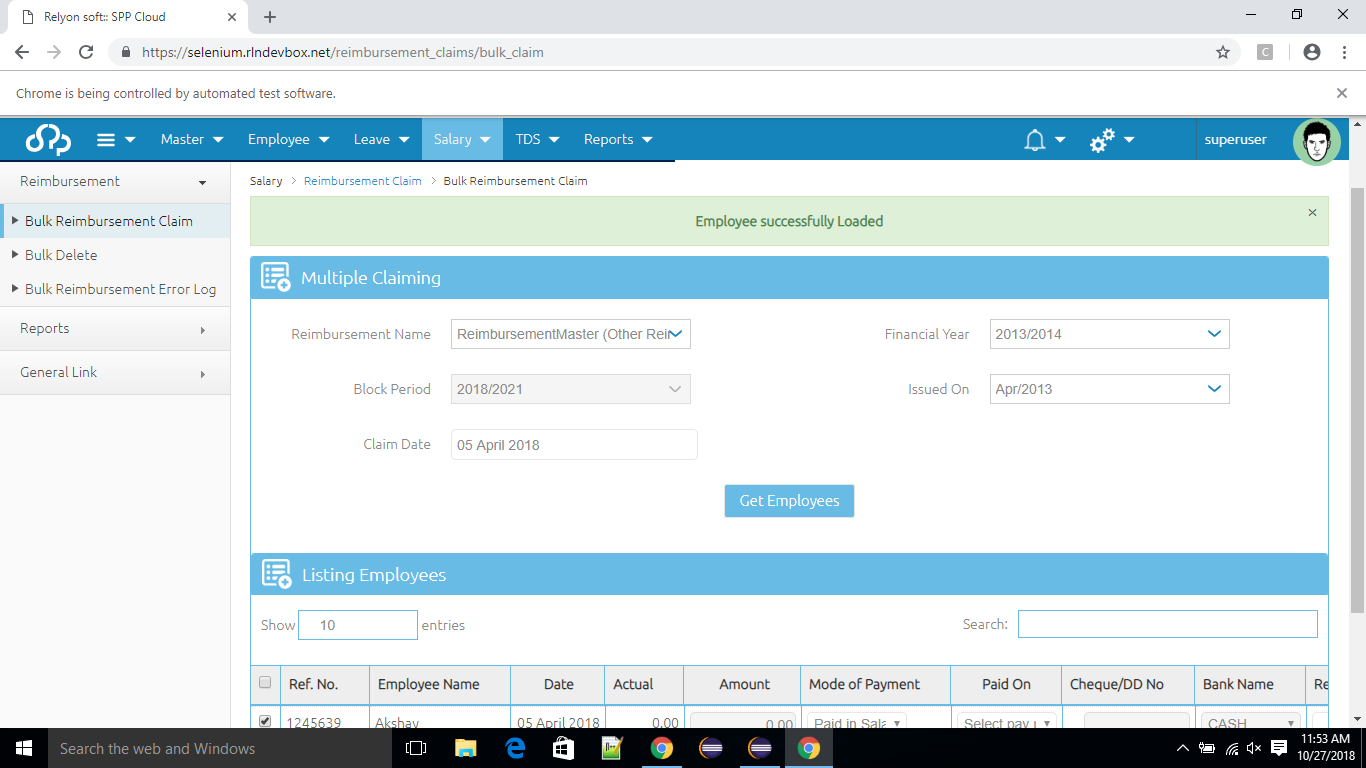 Relyon soft:: SPP Cloud
https://selenium.rlndevbox.net/reimbursement_claims/bulk_claim
C
Chrome is being controlled by automated test software.
Master Employee Leave Salary TDS Reports superuser
Reimbursement
Bulk Reimbursement Claim
Bulk Delete
Bulk Reimbursement Error Log
Reports
General Link
Salary > Reimbursement Claim > Bulk Reimbursement Claim
Employee successfully Loaded
×
Multiple Claiming
Reimbursement Name ReimbursementMaster (Other Rei Financial Year 2013/2014
Block Period 2018/2021 Issued On Apr/2013
Claim Date 05 April 2018
Get Employees
Listing Employees
Show 10 entries Search:
Ref. No. Employee Name Date Actual Amount Mode of Payment Paid On Cheque/DD No Bank Name Re
1245639 Akshay 05 April 2018 0.00 0.00 Paid in Sala Select pay CASH
Search the web and Windows
11:53 AM
10/27/2018